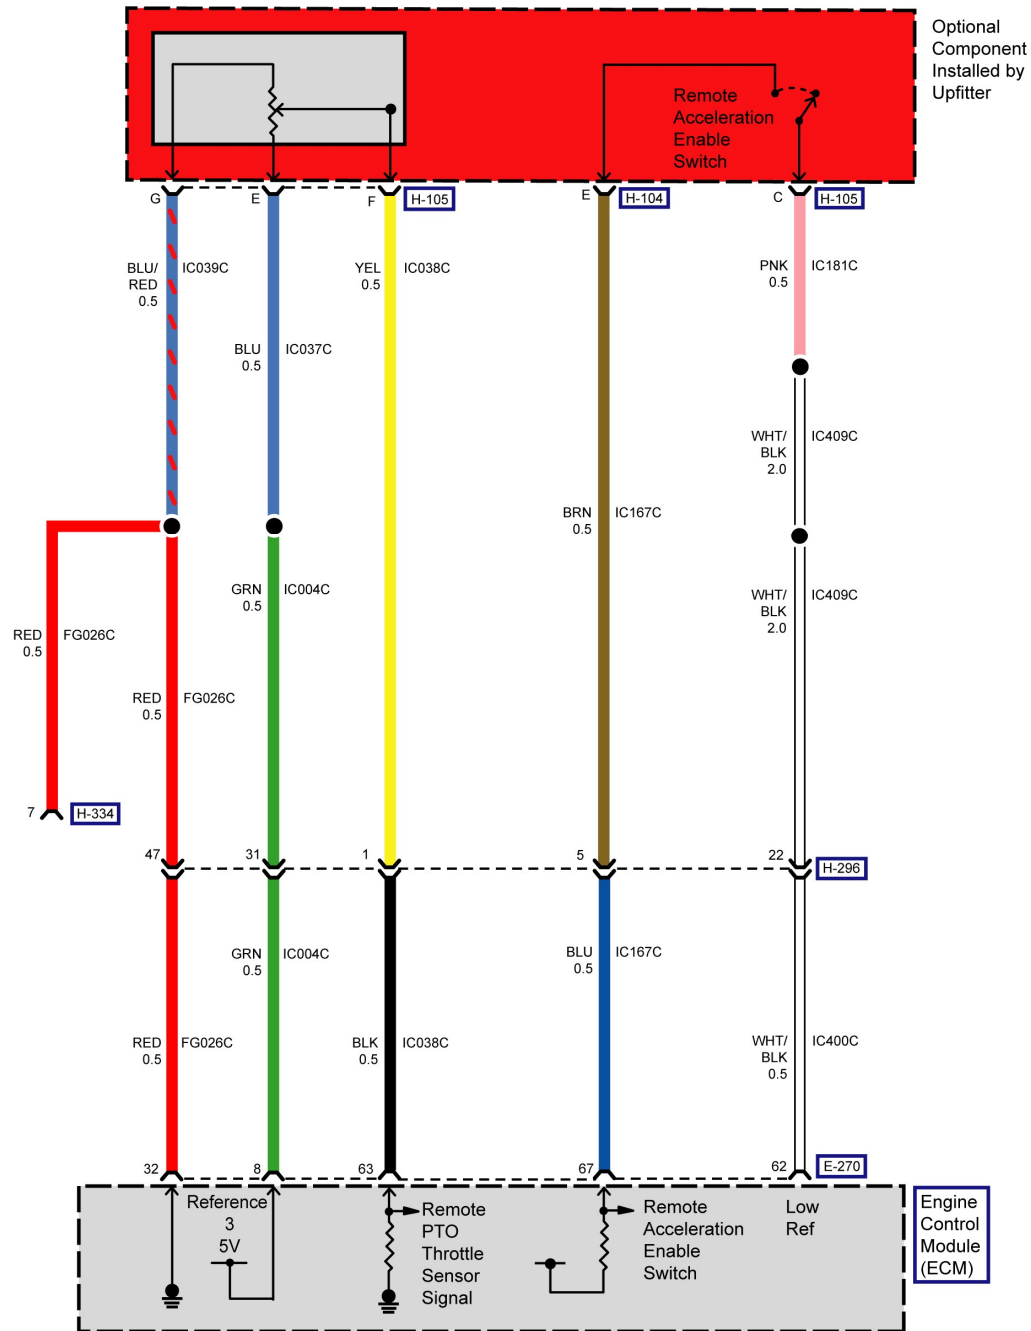 Optional
Component
Installed by
Upfitter
Remote
Acceleration
Enable
Switch
G
E
F
H-105
E
H-104
C
H-105
BLU/
RED
0.5
IC039C
YEL
0.5
IC038C
PNK
0.5
IC181C
BLU
0.5
IC037C
WHT/
BLK
2.0
IC409C
BRN
0.5
IC167C
GRN
0.5
IC004C
WHT/
BLK
2.0
IC409C
RED
0.5
FG026C
RED
0.5
FG026C
7
H-334
47
31
1
5
22
H-296
GRN
0.5
IC004C
BLU
0.5
IC167C
RED
0.5
FG026C
BLK
0.5
IC038C
WHT/
BLK
0.5
IC400C
32
8
63
67
62
E-270
Reference
3
5V
Remote
PTO
Throttle
Sensor
Signal
Remote
Acceleration
Enable
Switch
Low
Ref
Engine
Control
Module
(ECM)